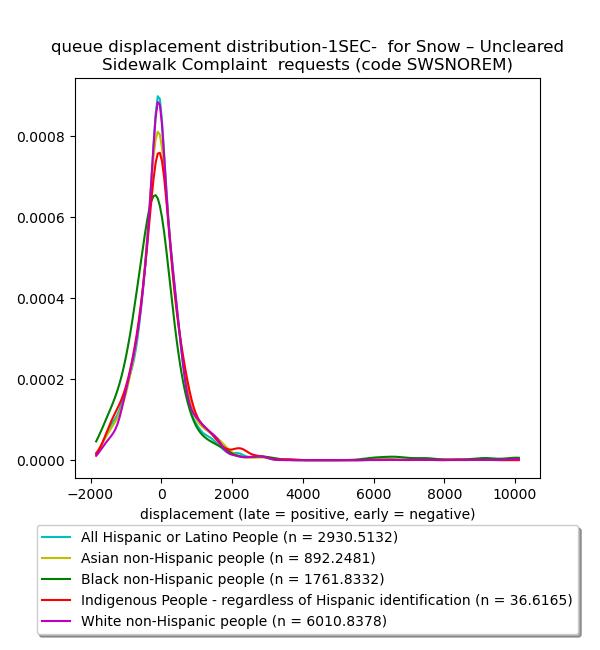 queue displacement distribution-1SEC-  for Snow – Uncleared
Sidewalk Complaint  requests (code SWSNOREM)
0.0008
0.0006
0.0004
0.0002
0.0000
−2000 0 2000 4000 6000 8000 10000
displacement (late = positive, early = negative)
All Hispanic or Latino People (n = 2930.5132)
Asian non-Hispanic people (n = 892.2481)
Black non-Hispanic people (n = 1761.8332)
Indigenous People - regardless of Hispanic identification (n = 36.6165)
White non-Hispanic people (n = 6010.8378)